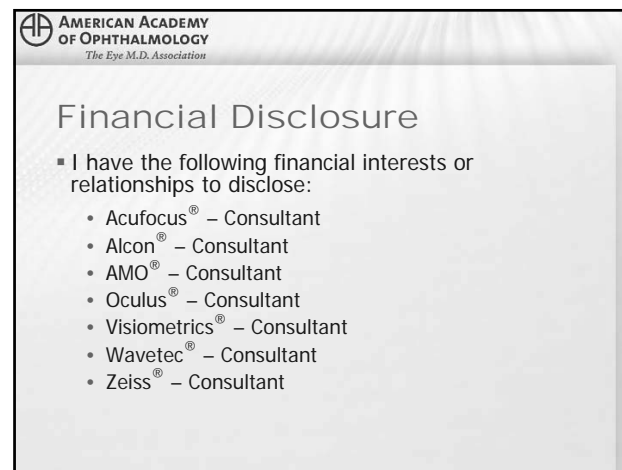 AMERICAN ACADEMY
OF OPHTHALMOLOGY
The Eye M.D. Association
Financial Disclosure
▪ I have the following financial interests or
relationships to disclose:
• Acufocus® – Consultant
• Alcon® – Consultant
• AMO® – Consultant
• Oculus® – Consultant
• Visiometrics® – Consultant
• Wavetec® – Consultant
• Zeiss® – Consultant